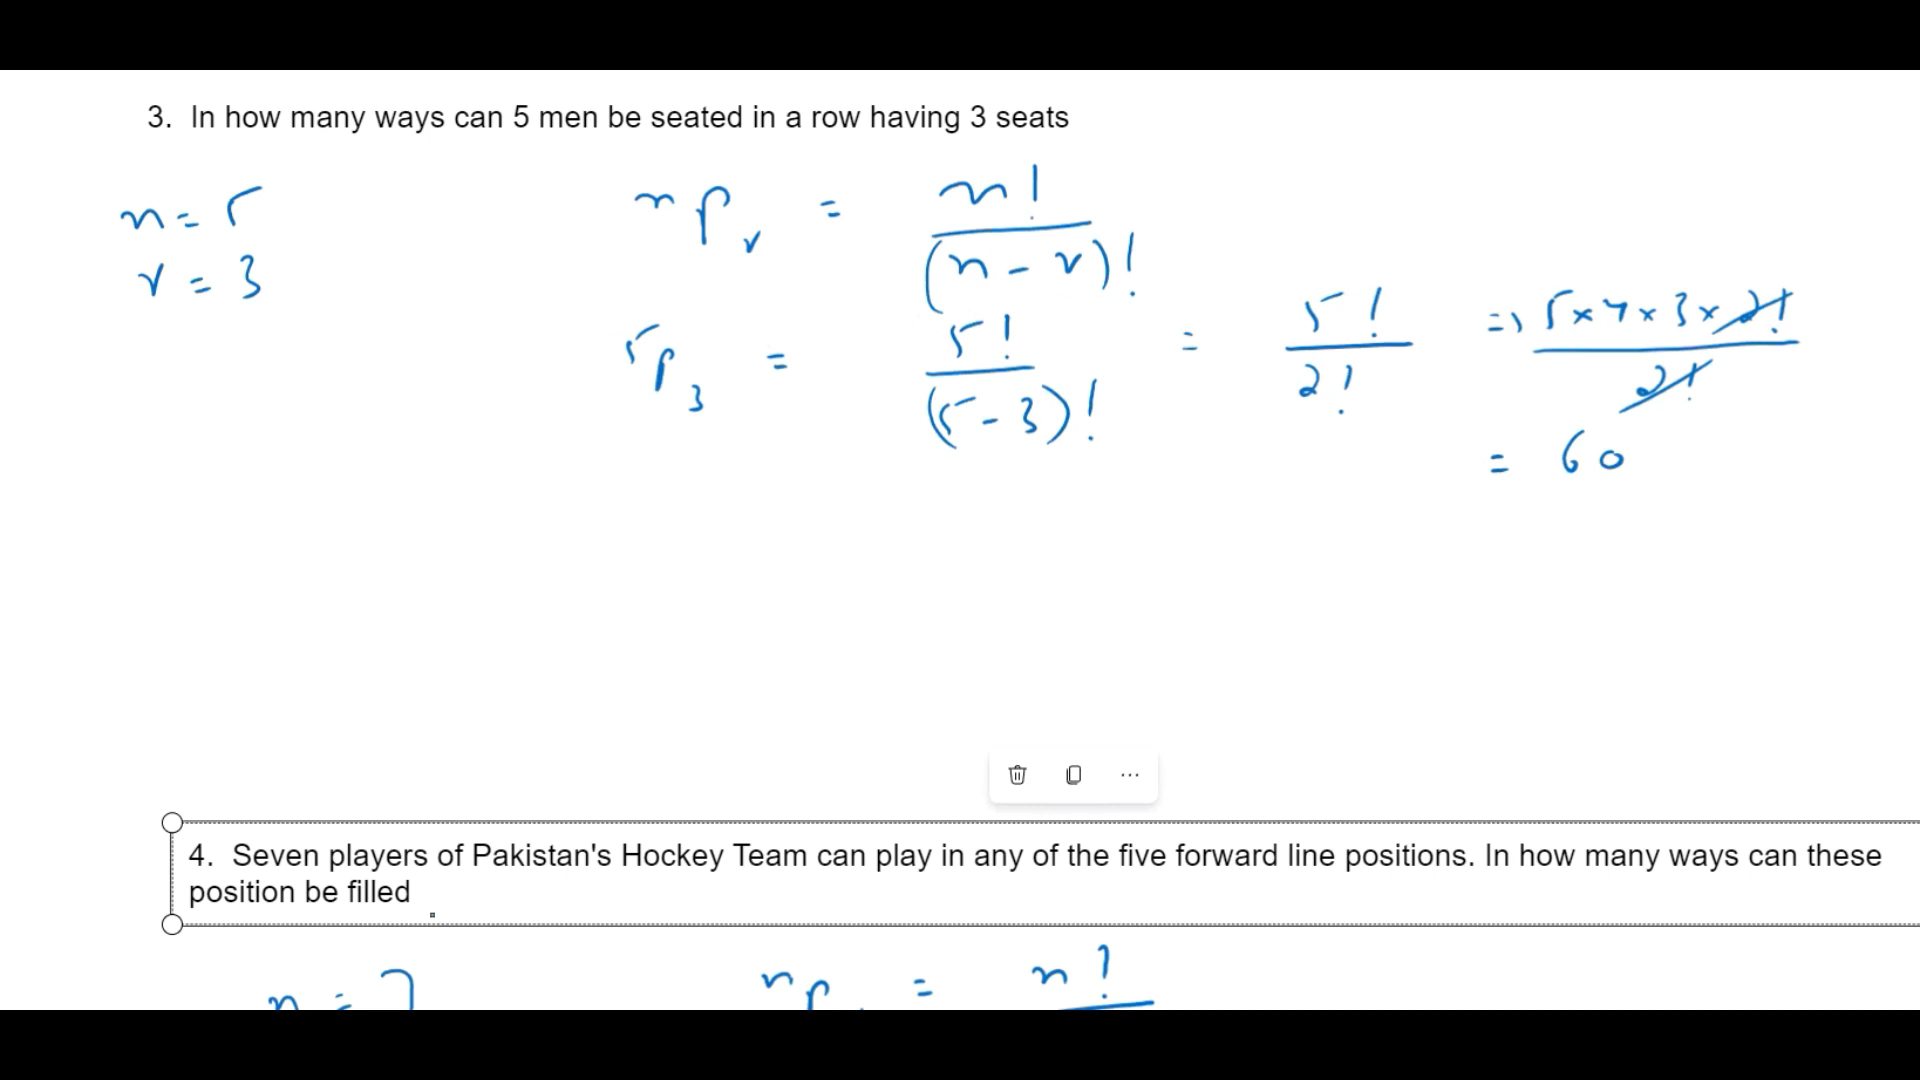 3. In how many ways can 5 men be seated in a row having 3 seats
n = 5
r = 3
nPr = n! / (n - r)!
5P3 = 5! / (5 - 3)! = 5! / 2! => 5 x 4 x 3 x 2! / 2!
= 60
4. Seven players of Pakistan's Hockey Team can play in any of the five forward line positions. In how many ways can these
position be filled
n = 7
nP = n!